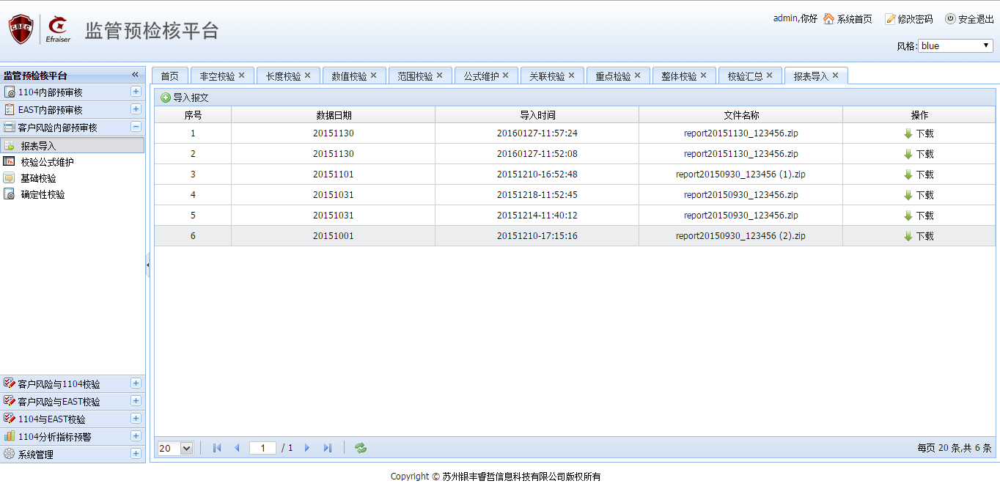 CBEC
Efraiser
监管预检核平台
admin,你好 系统首页 修改密码 安全退出
风格: blue
监管预检核平台
1104内部预审核
EAST内部预审核
客户风险内部预审核
报表导入
校验公式维护
基础校验
确定性校验
客户风险与1104校验
客户风险与EAST校验
1104与EAST校验
1104分析指标预警
系统管理
首页 非空校验 长度校验 数值校验 范围校验 公式维护 关联校验 重点检验 整体校验 校验汇总 报表导入
导入报文
序号 数据日期 导入时间 文件名称 操作
1 20151130 20160127-11:57:24 report20151130_123456.zip 下载
2 20151130 20160127-11:52:08 report20151130_123456.zip 下载
3 20151101 20151210-16:52:48 report20150930_123456 (1).zip 下载
4 20151031 20151218-11:52:45 report20150930_123456.zip 下载
5 20151031 20151214-11:40:12 report20150930_123456.zip 下载
6 20151001 20151210-17:15:16 report20150930_123456 (2).zip 下载
20 1 / 1 每页 20 条,共 6 条
Copyright © 苏州银丰睿哲信息科技有限公司版权所有